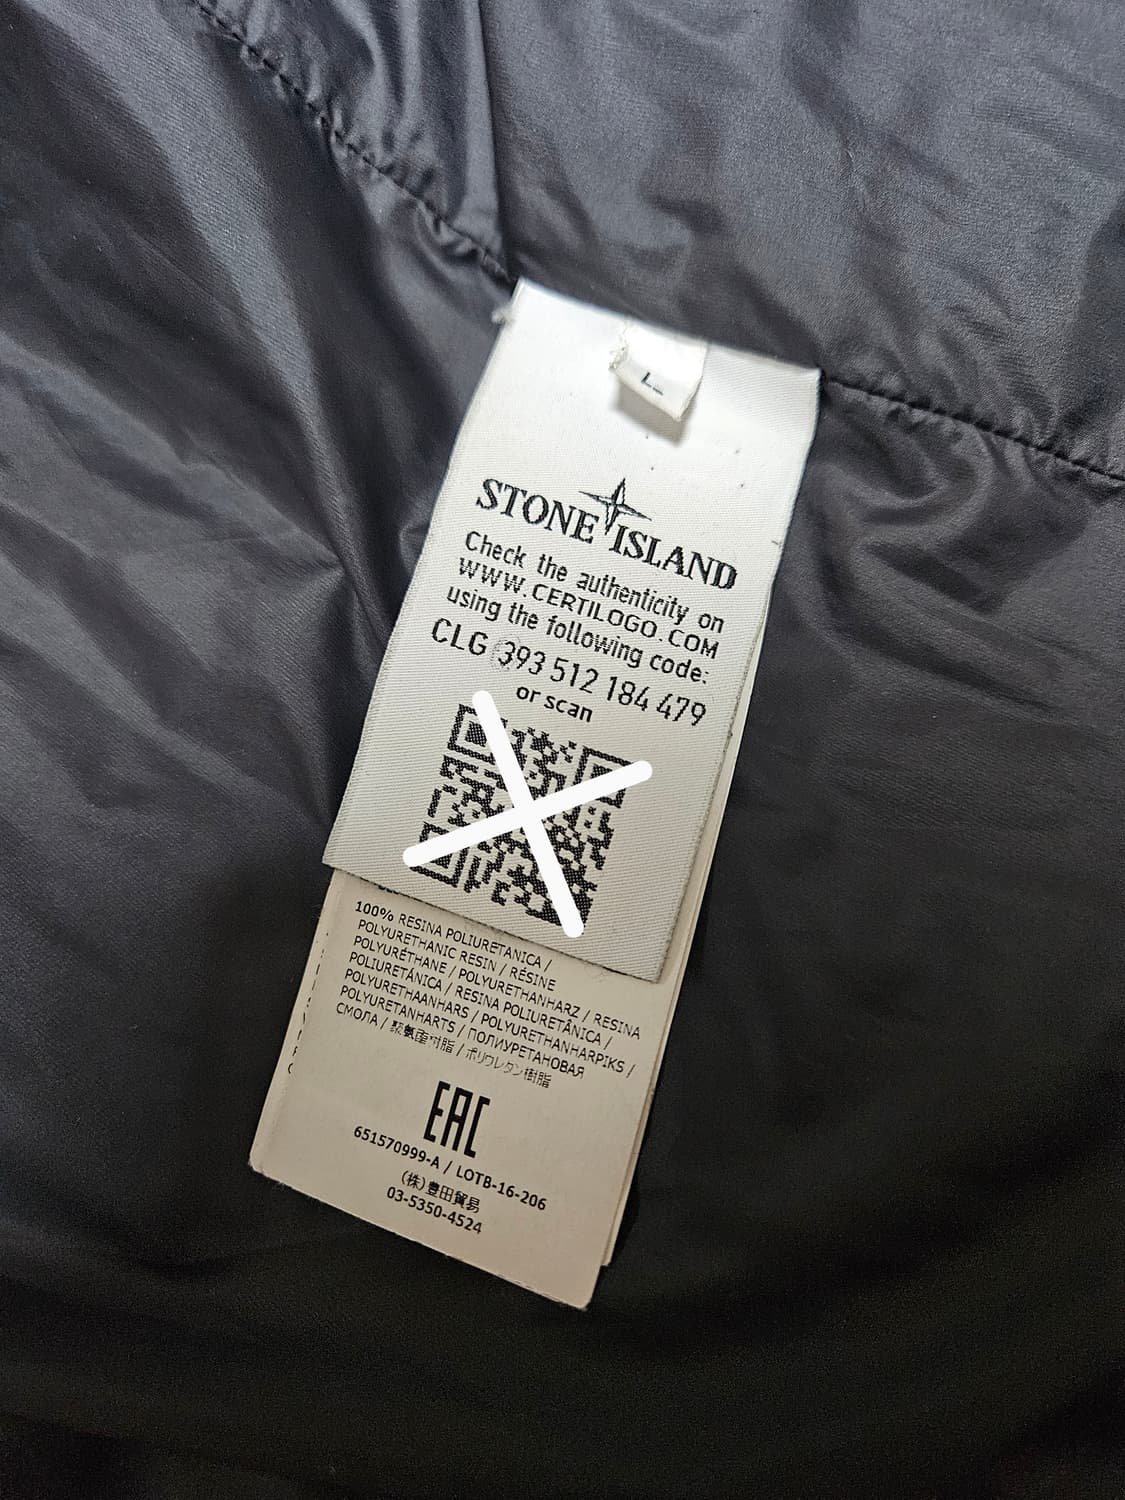 L
STONE ISLAND
Check the authenticity on
WWW.CERTILOGO.COM
using the following code:
CLG 393 512 184 479
or scan
100% RESINA POLIURETANICA /
POLYURETHANIC RESIN / RÉSINE
POLYURÉTHANE / POLYURETHANHARZ / RESINA
POLIURETÁNICA / RESINA POLIURETÂNICA /
POLYURETHAANHARS / POLYURETHANHARPIKS /
POLYURETANHARTS / ПОЛИУРЕТАНОВАЯ
СМОЛА / 聚氨酯树脂 / ポリウレタン樹脂
EAC
651570999-A / LOTB-16-206
(株)豊田貿易
03-5350-4524